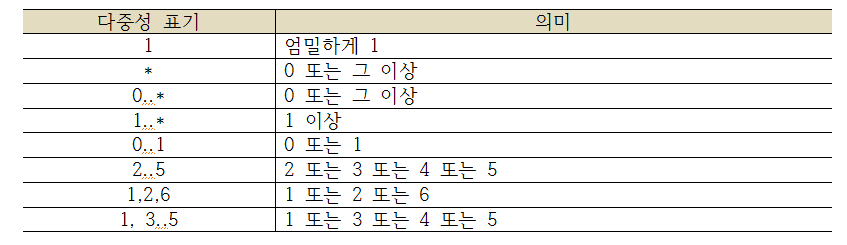 다중성 표기 의미
1 엄밀하게 1
* 0 또는 그 이상
0..* 0 또는 그 이상
1..* 1 이상
0..1 0 또는 1
2..5 2 또는 3 또는 4 또는 5
1,2,6 1 또는 2 또는 6
1, 3..5 1 또는 3 또는 4 또는 5